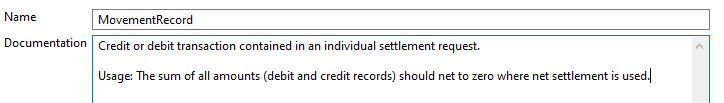 Name MovementRecord
Documentation Credit or debit transaction contained in an individual settlement request.
Usage: The sum of all amounts (debit and credit records) should net to zero where net settlement is used.